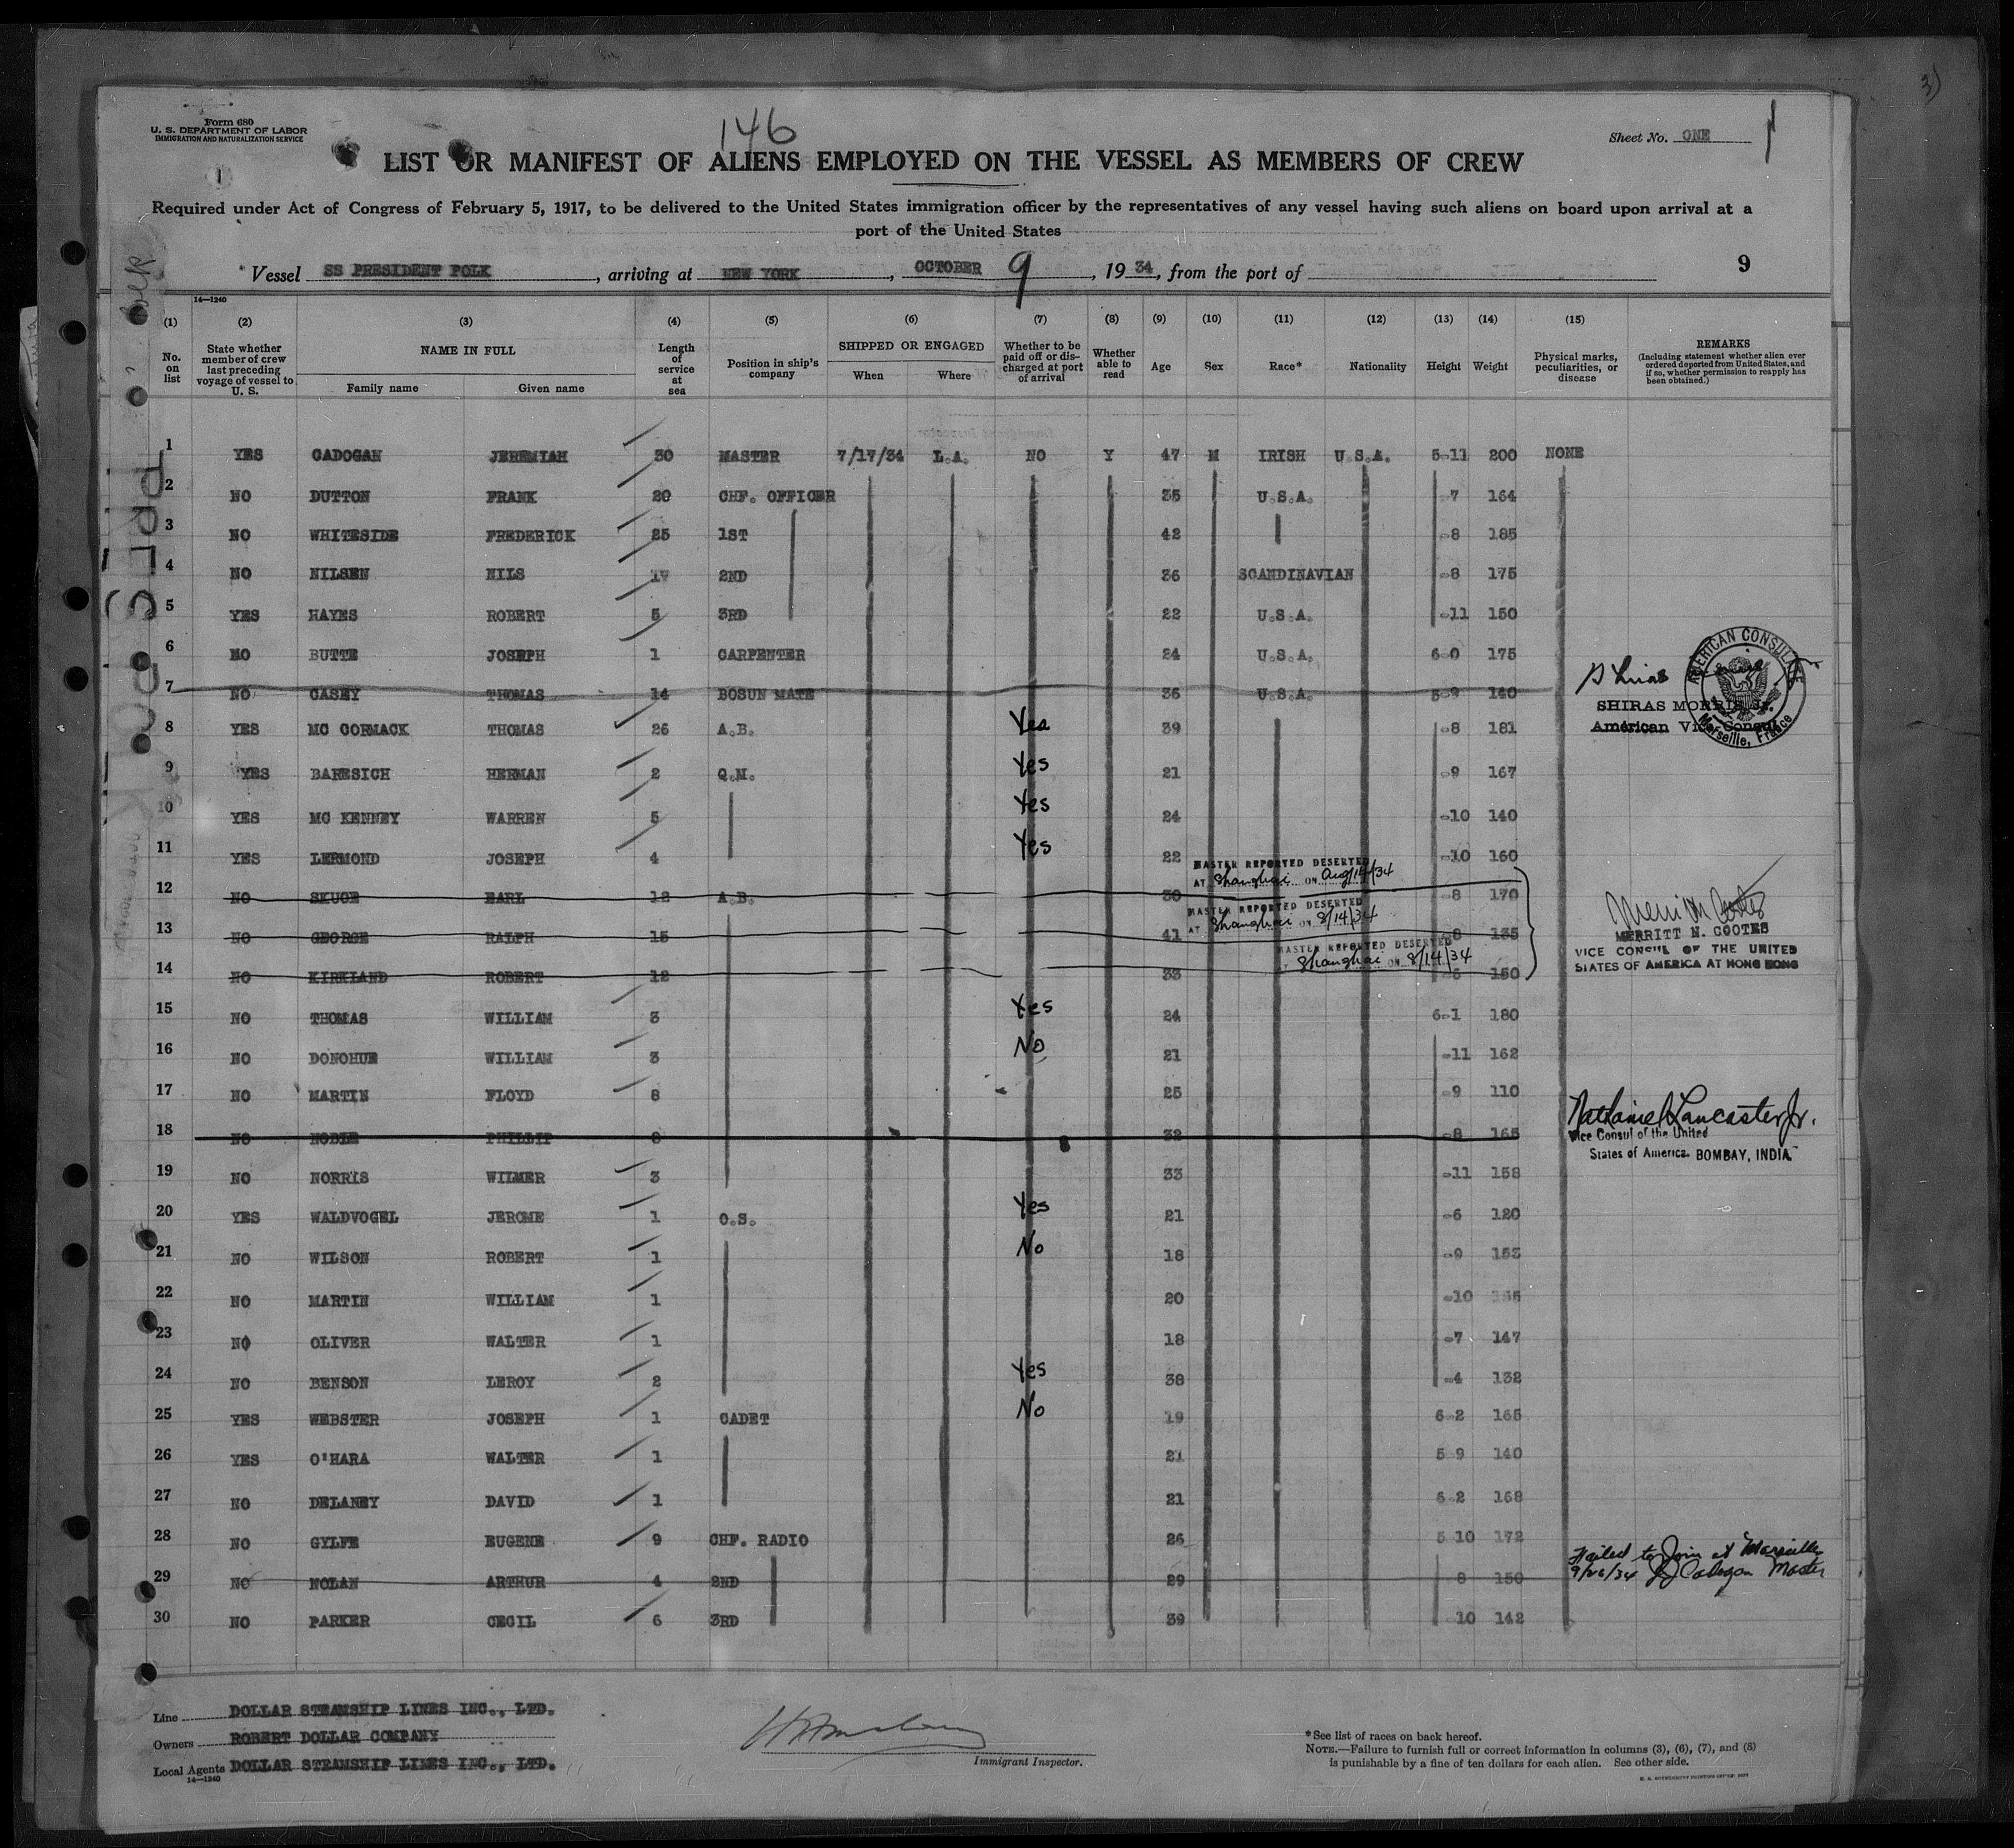 3)
Form 680
U. S. DEPARTMENT OF LABOR
IMMIGRATION AND NATURALIZATION SERVICE
146
Sheet No. ONE
1
LIST OR MANIFEST OF ALIENS EMPLOYED ON THE VESSEL AS MEMBERS OF CREW
Required under Act of Congress of February 5, 1917, to be delivered to the United States immigration officer by the representatives of any vessel having such aliens on board upon arrival at a
port of the United States
Vessel SS PRESIDENT POLK, arriving at NEW YORK, OCTOBER 9, 1934, from the port of
9
14—1240
(1) (2) (3) (4) (5) (6) (7) (8) (9) (10) (11) (12) (13) (14) (15)
No. on list
State whether member of crew last preceding voyage of vessel to U. S.
NAME IN FULL
Family name Given name
Length of service at sea
Position in ship's company
SHIPPED OR ENGAGED
When Where
Whether to be paid off or discharged at port of arrival
Whether able to read
Age Sex Race* Nationality Height Weight
Physical marks, peculiarities, or disease
REMARKS
(Including statement whether alien ever ordered deported from United States, and if so, whether permission to reapply has been obtained.)
1 YES CADOGAN JEREMIAH 30 MASTER 7/17/34 L.A. NO Y 47 M IRISH U.S.A. 5-11 200 NONE
2 NO DUTTON FRANK 20 CHF. OFFICER 35 U.S.A. -7 164
3 NO WHITESIDE FREDERICK 25 1ST 42 -8 185
4 NO NILSEN NILS 2ND 36 SCANDINAVIAN -8 175
5 YES HAYES ROBERT 5 3RD 22 U.S.A. -11 150
6 NO BUTTE JOSEPH 1 CARPENTER 24 U.S.A. 6-0 175
7 NO CASEY THOMAS 14 BOSUN MATE 36 U.S.A. 5-9 140
AMERICAN CONSULATE
Marseille, France
SHIRAS MORRIS Jr.
American Vice Consul
8 YES MC CORMACK THOMAS 26 A.B. Yes 39 -8 181
9 YES BARESICH HERMAN 2 Q.M. Yes 21 -9 167
10 YES MC KENNEY WARREN 5 Yes 24 -10 140
11 YES LERMOND JOSEPH 4 Yes 22 -10 160
MASTER REPORTED DESERTED
AT Shanghai ON Aug/14/34
12 NO SKUCE EARL 12 A.B. 30 -8 170
MASTER REPORTED DESERTED
AT Shanghai ON 8/14/34
13 NO GEORGE RALPH 15 41 -8 135
MASTER REPORTED DESERTED
Shanghai ON 8/14/34
14 NO KIRKLAND ROBERT 12 33 -6 150
MERRITT N. COOTES
VICE CONSUL OF THE UNITED
STATES OF AMERICA AT HONG KONG
15 NO THOMAS WILLIAM 3 Yes 24 6-1 180
16 NO DONOHUE WILLIAM 3 No 21 -11 162
17 NO MARTIN FLOYD 8 25 -9 110
18 NO NOBLE PHILLIP 32 -8 165
Nathaniel Lancaster Jr.
Vice Consul of the United
States of America. BOMBAY, INDIA.
19 NO NORRIS WILMER 3 33 -11 158
20 YES WALDVOGEL JEROME 1 O.S. Yes 21 -6 120
21 NO WILSON ROBERT 1 No 18 -9 153
22 NO MARTIN WILLIAM 1 20 -10
23 NO OLIVER WALTER 1 18 -7 147
24 NO BENSON LEROY 2 Yes 38 -4 132
25 YES WEBSTER JOSEPH 1 CADET No 19 6-2 165
26 YES O'HARA WALTER 1 21 5 9 140
27 NO DELANEY DAVID 1 21 6-2 168
28 NO GYLFE EUGENE 9 CHF. RADIO 26 5 10 172
29 NO NOLAN ARTHUR 4 2ND 29 8 150
Failed to Join at Marseille
9/26/34 JJ Cadogan Master
30 NO PARKER CECIL 6 3RD 39 10 142
Line DOLLAR STEAMSHIP LINES INC., LTD.
Owners ROBERT DOLLAR COMPANY
Local Agents DOLLAR STEAMSHIP LINES INC., LTD.
14—1240
Immigrant Inspector.
*See list of races on back hereof.
NOTE.—Failure to furnish full or correct information in columns (3), (6), (7), and (8)
is punishable by a fine of ten dollars for each alien. See other side.
PRES POLK